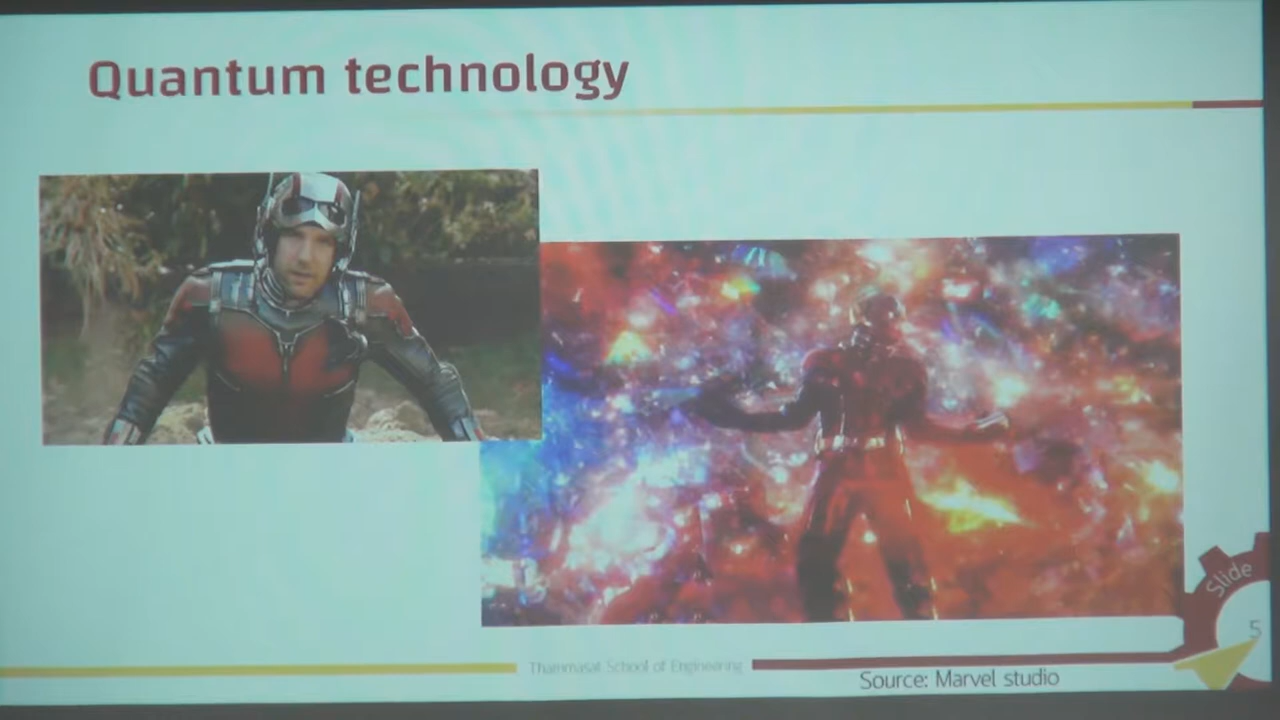 Quantum technology
Slide
5
Thammasat School of Engineering
Source: Marvel studio